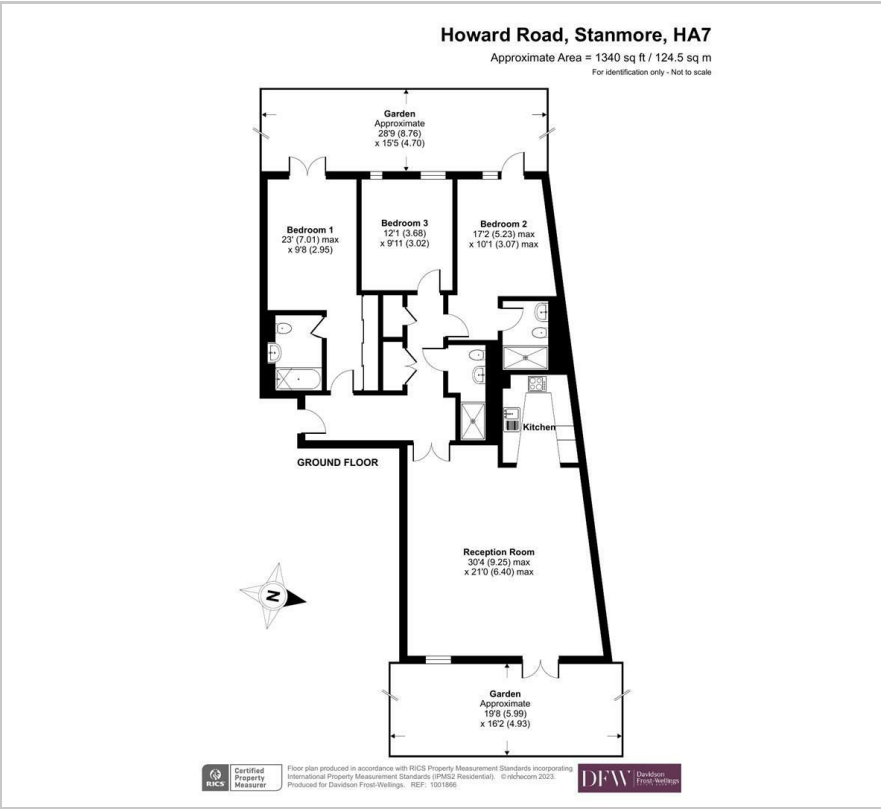 Howard Road, Stanmore, HA7
Approximate Area = 1340 sq ft / 124.5 sq m
For identification only - Not to scale
Garden
Approximate
28'9 (8.76)
x 15'5 (4.70)
Bedroom 1
23' (7.01) max
x 9'8 (2.95)
Bedroom 3
12'1 (3.68)
x 9'11 (3.02)
Bedroom 2
17'2 (5.23) max
x 10'1 (3.07) max
Kitchen
GROUND FLOOR
Reception Room
30'4 (9.25) max
x 21'0 (6.40) max
N
Garden
Approximate
19'8 (5.99)
x 16'2 (4.93)
RICS
Certified
Property
Measurer
Floor plan produced in accordance with RICS Property Measurement Standards incorporating
International Property Measurement Standards (IPMS2 Residential). © nichecom 2023.
Produced for Davidson Frost-Wellings. REF: 1001866
DFW
Davidson
Frost-Wellings